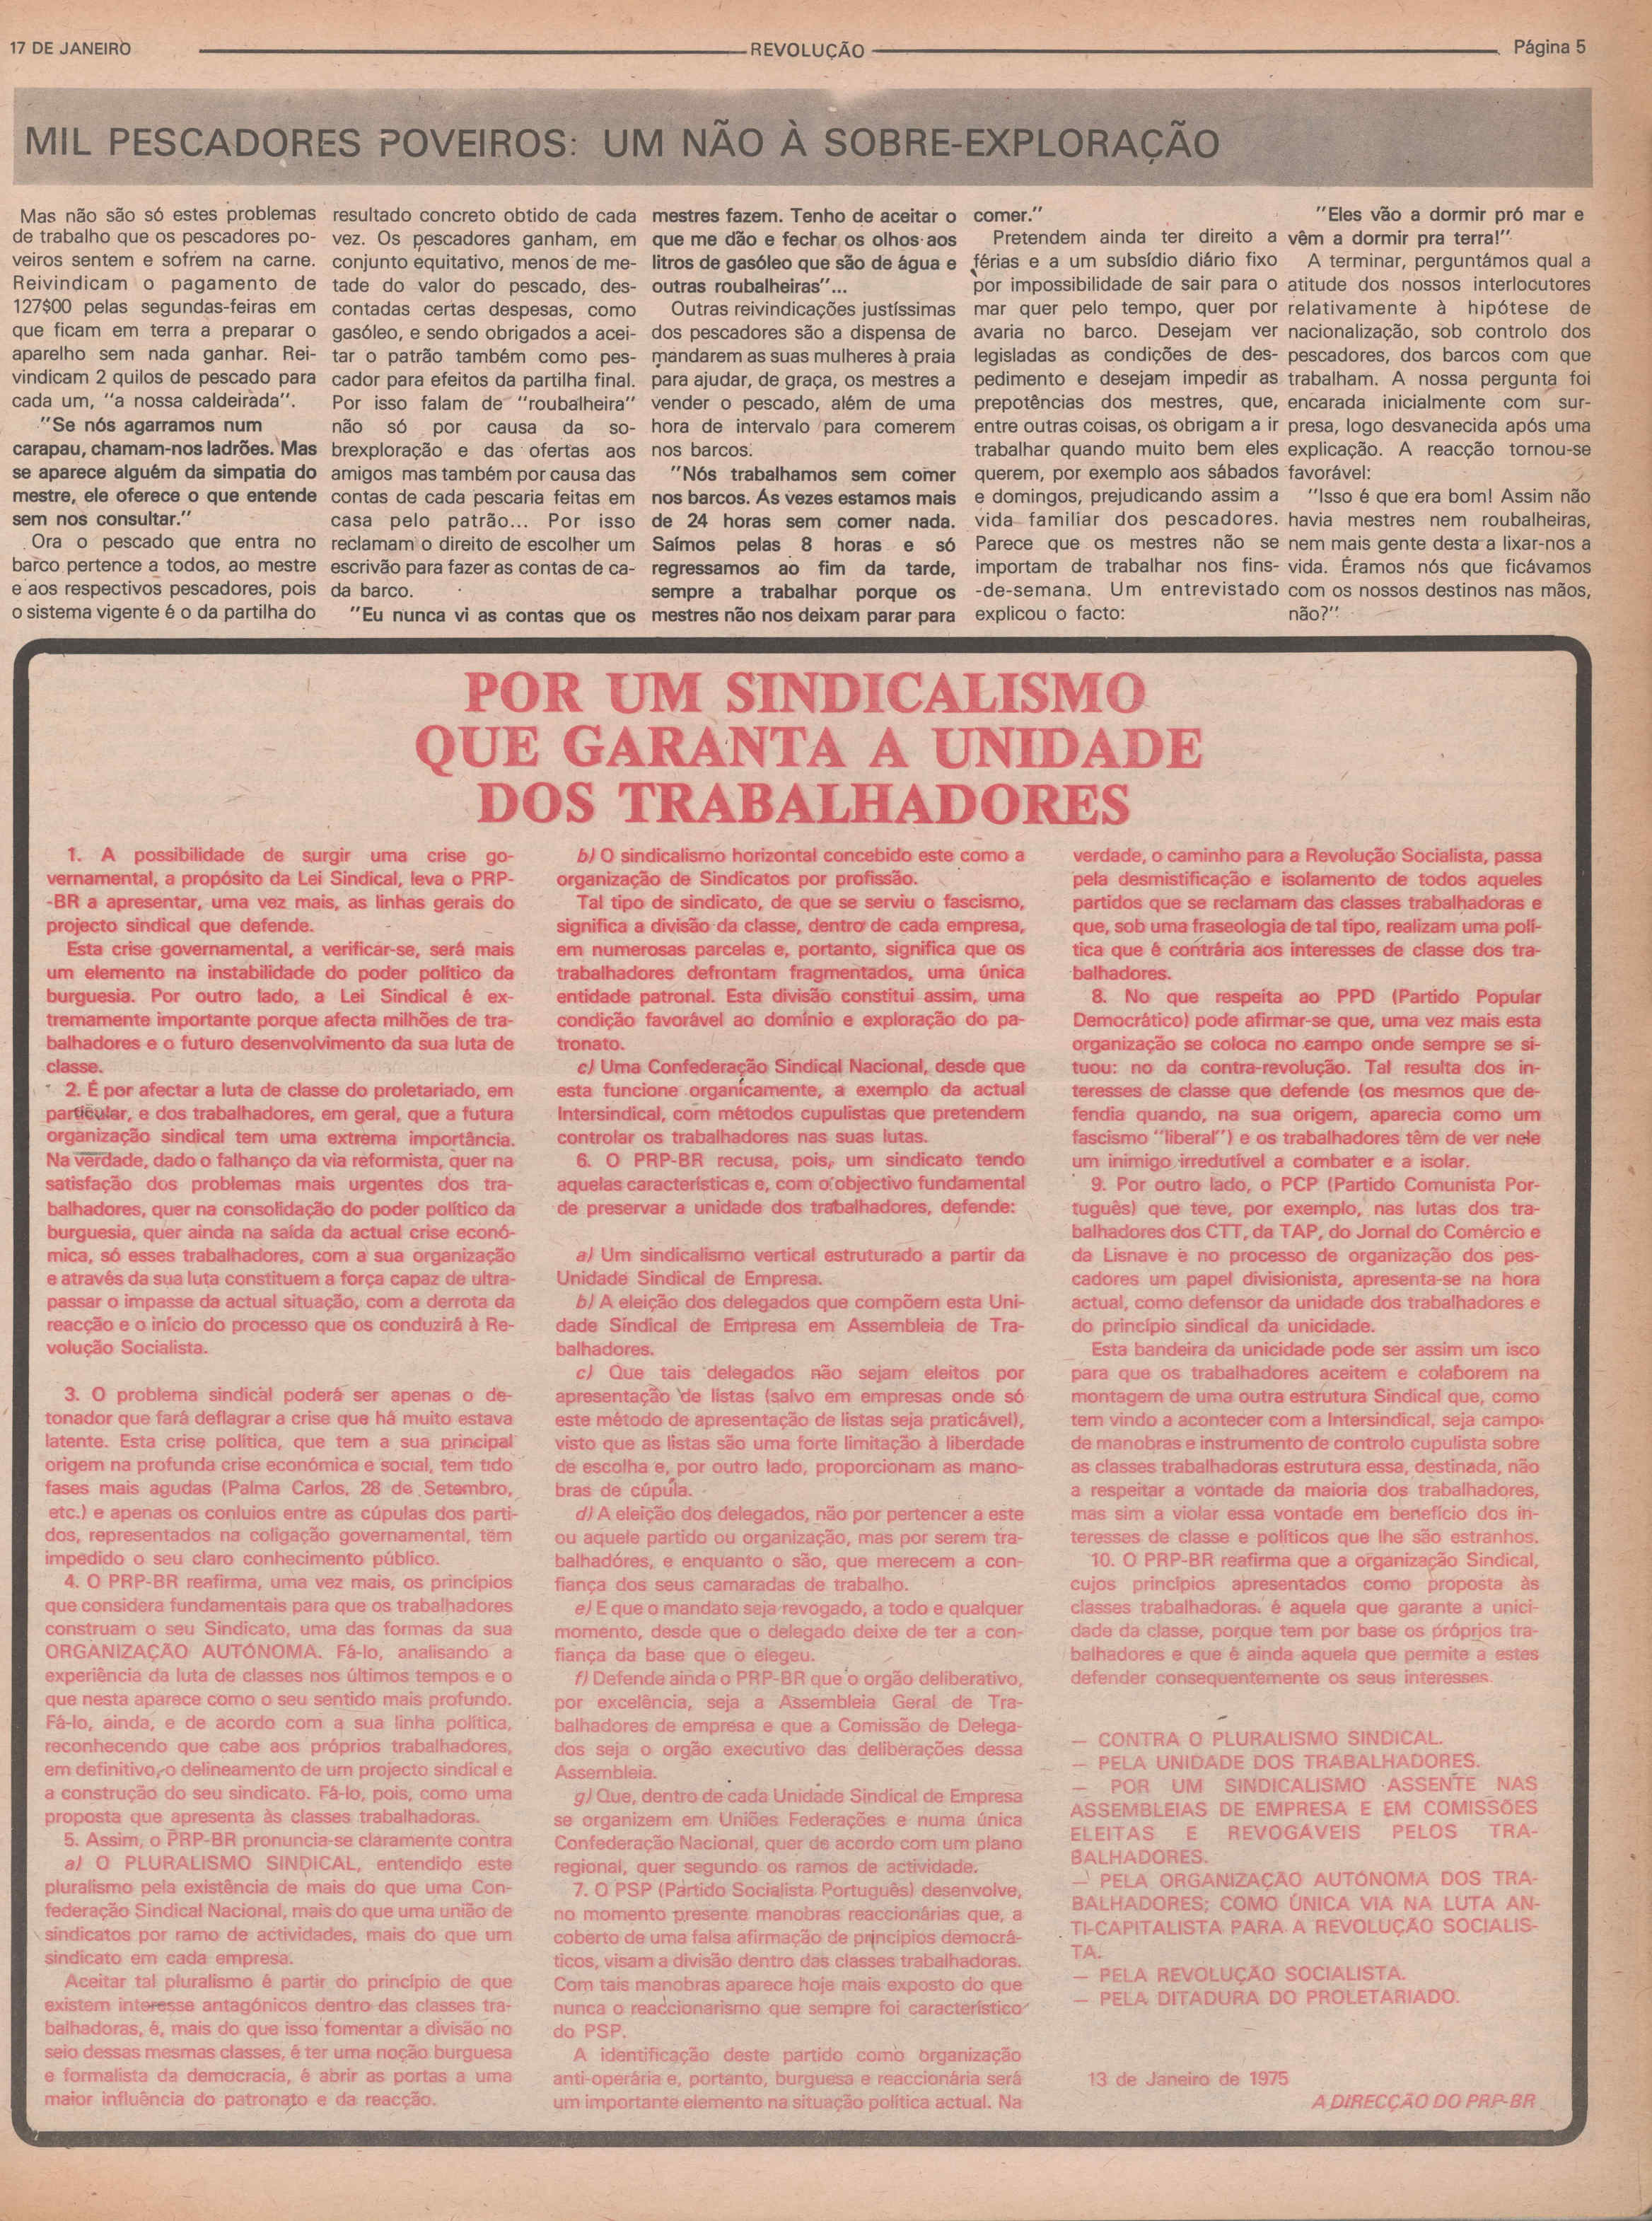 17 DE JANEIRO
REVOLUÇÃO
Página 5
MIL PESCADORES POVEIROS: UM NÃO À SOBRE-EXPLORAÇÃO
Mas não são só estes problemas
de trabalho que os pescadores po-
veiros sentem e sofrem na carne.
Reivindicam o pagamento de
127$00 pelas segundas-feiras em
que ficam em terra a preparar o
aparelho sem nada ganhar. Rei-
vindicam 2 quilos de pescado para
cada um, "a nossa caldeirada".
"Se nós agarramos num
carapau, chamam-nos ladrões. Mas
se aparece alguém da simpatia do
mestre, ele oferece o que entende
sem nos consultar."
Ora o pescado que entra no
barco pertence a todos, ao mestre
e aos respectivos pescadores, pois
o sistema vigente é o da partilha do
resultado concreto obtido de cada
vez. Os pescadores ganham, em
conjunto equitativo, menos de me-
tade do valor do pescado, des-
contadas certas despesas, como
gasóleo, e sendo obrigados a acei-
tar o patrão também como pes-
cador para efeitos da partilha final.
Por isso falam de "roubalheira"
não só por causa da so-
brexploração e das ofertas aos
amigos mas também por causa das
contas de cada pescaria feitas em
casa pelo patrão... Por isso
reclamam o direito de escolher um
escrivão para fazer as contas de ca-
da barco.
"Eu nunca vi as contas que os
mestres fazem. Tenho de aceitar o
que me dão e fechar os olhos aos
litros de gasóleo que são de água e
outras roubalheiras"...
Outras reivindicações justíssimas
dos pescadores são a dispensa de
mandarem as suas mulheres à praia
para ajudar, de graça, os mestres a
vender o pescado, além de uma
hora de intervalo para comerem
nos barcos.
"Nós trabalhamos sem comer
nos barcos. Ás vezes estamos mais
de 24 horas sem comer nada.
Saímos pelas 8 horas e só
regressamos ao fim da tarde,
sempre a trabalhar porque os
mestres não nos deixam parar para
comer."
Pretendem ainda ter direito a
férias e a um subsídio diário fixo
por impossibilidade de sair para o
mar quer pelo tempo, quer por
avaria no barco. Desejam ver
legisladas as condições de des-
pedimento e desejam impedir as
prepotências dos mestres, que,
entre outras coisas, os obrigam a ir
trabalhar quando muito bem eles
querem, por exemplo aos sábados
e domingos, prejudicando assim a
vida familiar dos pescadores.
Parece que os mestres não se
importam de trabalhar nos fins-
-de-semana. Um entrevistado
explicou o facto:
"Eles vão a dormir pró mar e
vêm a dormir pra terra!"
A terminar, perguntámos qual a
atitude dos nossos interlocutores
relativamente à hipótese de
nacionalização, sob controlo dos
pescadores, dos barcos com que
trabalham. A nossa pergunta foi
encarada inicialmente com sur-
presa, logo desvanecida após uma
explicação. A reacção tornou-se
favorável:
"Isso é que era bom! Assim não
havia mestres nem roubalheiras,
nem mais gente desta a lixar-nos a
vida. Éramos nós que ficávamos
com os nossos destinos nas mãos,
não?"
POR UM SINDICALISMO
QUE GARANTA A UNIDADE
DOS TRABALHADORES
1. A possibilidade de surgir uma crise go-
vernamental, a propósito da Lei Sindical, leva o PRP-
-BR a apresentar, uma vez mais, as linhas gerais do
projecto sindical que defende.
Esta crise governamental, a verificar-se, será mais
um elemento na instabilidade do poder político da
burguesia. Por outro lado, a Lei Sindical é ex-
tremamente importante porque afecta milhões de tra-
balhadores e o futuro desenvolvimento da sua luta de
classe.
2. É por afectar a luta de classe do proletariado, em
particular, e dos trabalhadores, em geral, que a futura
organização sindical tem uma extrema importância.
Na verdade, dado o falhanço da via reformista, quer na
satisfação dos problemas mais urgentes dos tra-
balhadores, quer na consolidação do poder político da
burguesia, quer ainda na saída da actual crise econó-
mica, só esses trabalhadores, com a sua organização
e através da sua luta constituem a força capaz de ultra-
passar o impasse da actual situação, com a derrota da
reacção e o início do processo que os conduzirá à Re-
volução Socialista.
3. O problema sindical poderá ser apenas o de-
tonador que fará deflagrar a crise que há muito estava
latente. Esta crise política, que tem a sua principal
origem na profunda crise económica e social, tem tido
fases mais agudas (Palma Carlos, 28 de Setembro,
etc.) e apenas os conluios entre as cúpulas dos parti-
dos, representados na coligação governamental, têm
impedido o seu claro conhecimento público.
4. O PRP-BR reafirma, uma vez mais, os princípios
que considera fundamentais para que os trabalhadores
construam o seu Sindicato, uma das formas da sua
ORGANIZAÇÃO AUTÓNOMA. Fá-lo, analisando a
experiência da luta de classes nos últimos tempos e o
que nesta aparece como o seu sentido mais profundo.
Fá-lo, ainda, e de acordo com a sua linha política,
reconhecendo que cabe aos próprios trabalhadores,
em definitivo, o delineamento de um projecto sindical e
a construção do seu sindicato. Fá-lo, pois, como uma
proposta que apresenta às classes trabalhadoras.
5. Assim, o PRP-BR pronuncia-se claramente contra
a) O PLURALISMO SINDICAL, entendido este
pluralismo pela existência de mais do que uma Con-
federação Sindical Nacional, mais do que uma união de
sindicatos por ramo de actividades, mais do que um
sindicato em cada empresa.
Aceitar tal pluralismo é partir do princípio de que
existem interesse antagónicos dentro das classes tra-
balhadoras, é, mais do que isso fomentar a divisão no
seio dessas mesmas classes, é ter uma noção burguesa
e formalista da democracia, é abrir as portas a uma
maior influência do patronato e da reacção.
b) O sindicalismo horizontal concebido este como a
organização de Sindicatos por profissão.
Tal tipo de sindicato, de que se serviu o fascismo,
significa a divisão da classe, dentro de cada empresa,
em numerosas parcelas e, portanto, significa que os
trabalhadores defrontam fragmentados, uma única
entidade patronal. Esta divisão constitui assim, uma
condição favorável ao domínio e exploração do pa-
tronato.
c) Uma Confederação Sindical Nacional, desde que
esta funcione organicamente, a exemplo da actual
Intersindical, com métodos cupulistas que pretendem
controlar os trabalhadores nas suas lutas.
6. O PRP-BR recusa, pois, um sindicato tendo
aquelas características e, com o objectivo fundamental
de preservar a unidade dos trabalhadores, defende:
a) Um sindicalismo vertical estruturado a partir da
Unidade Sindical de Empresa.
b) A eleição dos delegados que compõem esta Uni-
dade Sindical de Empresa em Assembleia de Tra-
balhadores.
c) Que tais delegados não sejam eleitos por
apresentação de listas (salvo em empresas onde só
este método de apresentação de listas seja praticável),
visto que as listas são uma forte limitação à liberdade
de escolha e, por outro lado, proporcionam as mano-
bras de cúpula.
d) A eleição dos delegados, não por pertencer a este
ou aquele partido ou organização, mas por serem tra-
balhadóres, e enquanto o são, que merecem a con-
fiança dos seus camaradas de trabalho.
e) E que o mandato seja revogado, a todo e qualquer
momento, desde que o delegado deixe de ter a con-
fiança da base que o elegeu.
f) Defende ainda o PRP-BR que o orgão deliberativo,
por excelência, seja a Assembleia Geral de Tra-
balhadores de empresa e que a Comissão de Delega-
dos seja o orgão executivo das deliberações dessa
Assembleia.
g) Que, dentro de cada Unidade Sindical de Empresa
se organizem em Uniões Federações e numa única
Confederação Nacional, quer de acordo com um plano
regional, quer segundo os ramos de actividade.
7. O PSP (Partido Socialista Português) desenvolve,
no momento presente manobras reaccionárias que, a
coberto de uma falsa afirmação de princípios democrá-
ticos, visam a divisão dentro das classes trabalhadoras.
Com tais manobras aparece hoje mais exposto do que
nunca o reaccionarismo que sempre foi característico
do PSP.
A identificação deste partido como organização
anti-operária e, portanto, burguesa e reaccionária será
um importante elemento na situação política actual. Na
verdade, o caminho para a Revolução Socialista, passa
pela desmistificação e isolamento de todos aqueles
partidos que se reclamam das classes trabalhadoras e
que, sob uma fraseologia de tal tipo, realizam uma polí-
tica que é contrária aos interesses de classe dos tra-
balhadores.
8. No que respeita ao PPD (Partido Popular
Democrático) pode afirmar-se que, uma vez mais esta
organização se coloca no campo onde sempre se si-
tuou: no da contra-revolução. Tal resulta dos in-
teresses de classe que defende (os mesmos que de-
fendia quando, na sua origem, aparecia como um
fascismo "liberal") e os trabalhadores têm de ver nele
um inimigo irredutível a combater e a isolar.
9. Por outro lado, o PCP (Partido Comunista Por-
tuguês) que teve, por exemplo, nas lutas dos tra-
balhadores dos CTT, da TAP, do Jornal do Comércio e
da Lisnave e no processo de organização dos pes-
cadores um papel divisionista, apresenta-se na hora
actual, como defensor da unidade dos trabalhadores e
do princípio sindical da unicidade.
Esta bandeira da unicidade pode ser assim um isco
para que os trabalhadores aceitem e colaborem na
montagem de uma outra estrutura Sindical que, como
tem vindo a acontecer com a Intersindical, seja campo
de manobras e instrumento de controlo cupulista sobre
as classes trabalhadoras estrutura essa, destinada, não
a respeitar a vontade da maioria dos trabalhadores,
mas sim a violar essa vontade em benefício dos in-
teresses de classe e políticos que lhe são estranhos.
10. O PRP-BR reafirma que a organização Sindical,
cujos princípios apresentados como proposta às
classes trabalhadoras. é aquela que garante a unici-
dade da classe, porque tem por base os próprios tra-
balhadores e que é ainda aquela que permite a estes
defender consequentemente os seus interesses.
— CONTRA O PLURALISMO SINDICAL.
— PELA UNIDADE DOS TRABALHADORES.
— POR UM SINDICALISMO ASSENTE NAS
ASSEMBLEIAS DE EMPRESA E EM COMISSÕES
ELEITAS E REVOGÁVEIS PELOS TRA-
BALHADORES.
— PELA ORGANIZAÇÃO AUTÓNOMA DOS TRA-
BALHADORES; COMO ÚNICA VIA NA LUTA AN-
TI-CAPITALISTA PARA A REVOLUÇÃO SOCIALIS-
TA.
— PELA REVOLUÇÃO SOCIALISTA.
— PELA DITADURA DO PROLETARIADO.
13 de Janeiro de 1975
A DIRECÇÃO DO PRP-BR